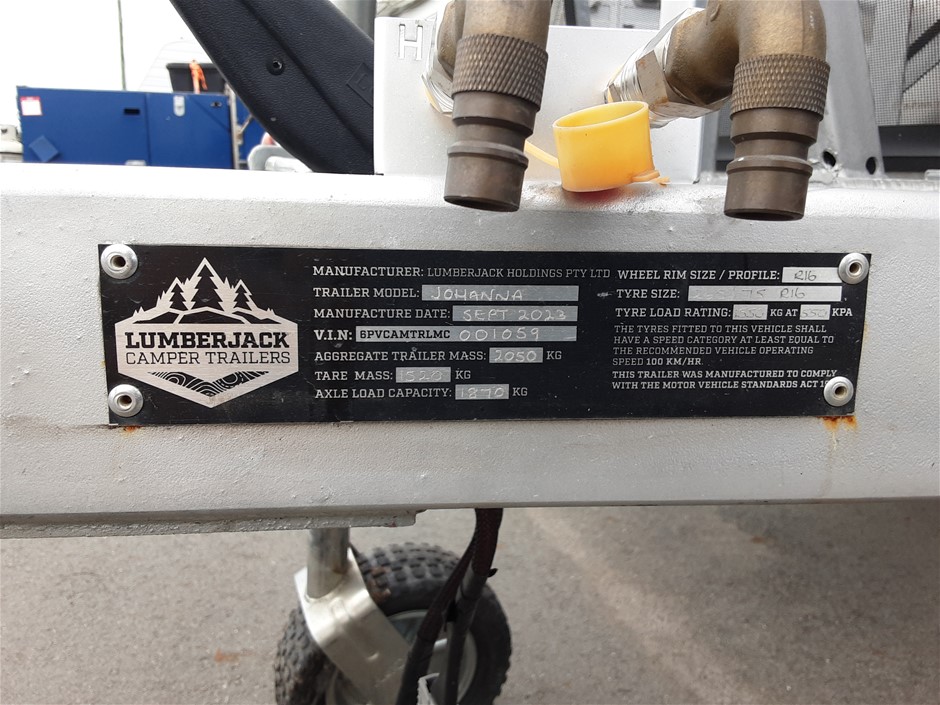 H
LUMBERJACK
CAMPER TRAILERS
MANUFACTURER: LUMBERJACK HOLDINGS PTY LTD
TRAILER MODEL: JOHANNA
MANUFACTURE DATE: SEPT 2023
V.I.N: 6PVCAMTRLMC 001059
AGGREGATE TRAILER MASS: 2050 KG
TARE MASS: 1520 KG
AXLE LOAD CAPACITY: 1870 KG
WHEEL RIM SIZE / PROFILE: R16
TYRE SIZE: R16
TYRE LOAD RATING: KG AT KPA
THE TYRES FITTED TO THIS VEHICLE SHALL
HAVE A SPEED CATEGORY AT LEAST EQUAL TO
THE RECOMMENDED VEHICLE OPERATING
SPEED 100 KM/HR.
THIS TRAILER WAS MANUFACTURED TO COMPLY
WITH THE MOTOR VEHICLE STANDARDS ACT